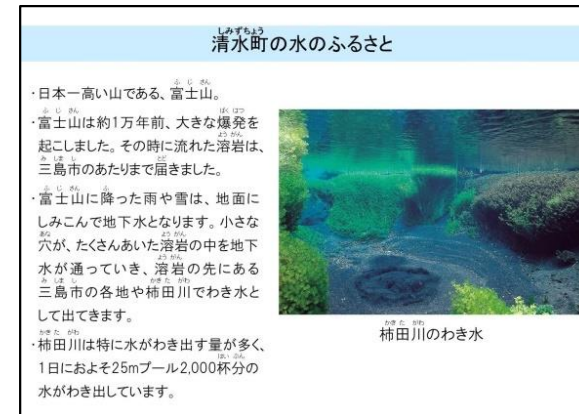 清水町の水のふるさと
・日本一高い山である、富士山。
・富士山は約1万年前、大きな爆発を
起こしました。その時に流れた溶岩は、
三島市のあたりまで届きました。
・富士山に降った雨や雪は、地面に
しみこんで地下水となります。小さな
穴が、たくさんあいた溶岩の中を地下
水が通っていき、溶岩の先にある
三島市の各地や柿田川でわき水と
して出てきます。
・柿田川は特に水がわき出す量が多く、
1日におよそ25mプール2,000杯分の
水がわき出しています。
柿田川のわき水